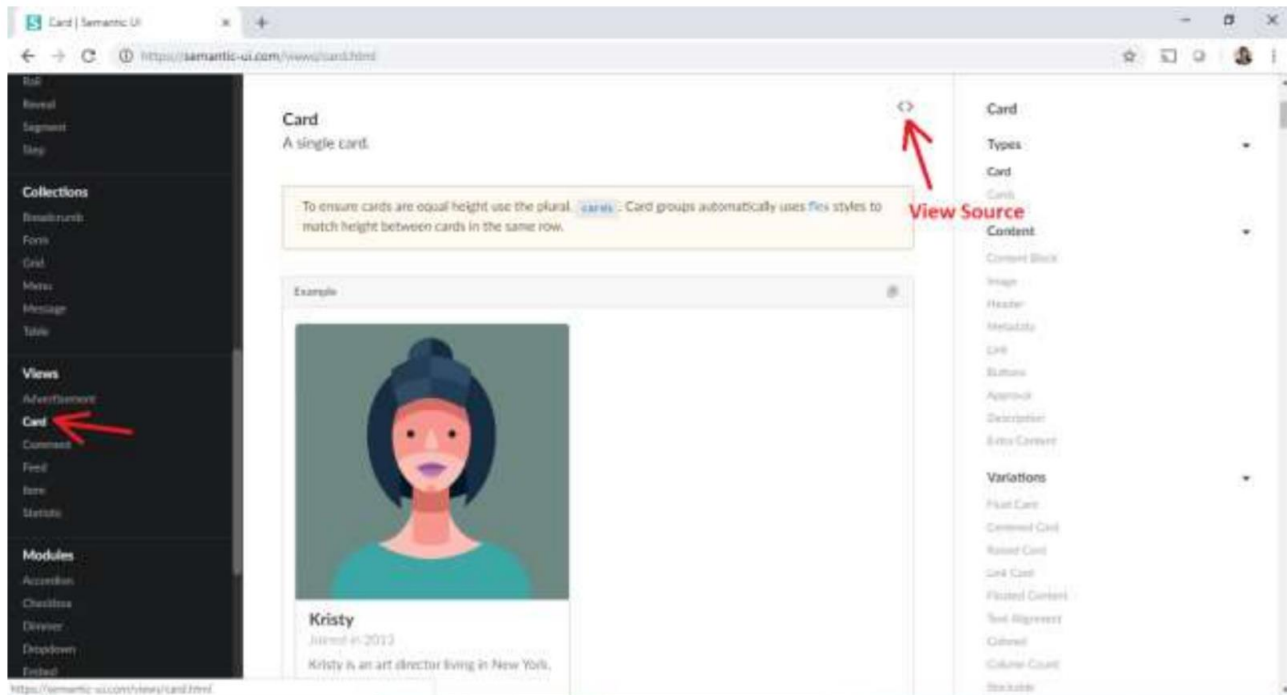 Card | Semantic UI
https://semantic-ui.com/views/card.html
Rail
Reveal
Segment
Step
Collections
Breadcrumb
Form
Grid
Menu
Message
Table
Views
Advertisement
Card
Comment
Feed
Item
Statistic
Modules
Accordion
Checkbox
Dimmer
Dropdown
Embed
https://semantic-ui.com/views/card.html
Card
A single card.
<>
View Source
To ensure cards are equal height use the plural cards. Card groups automatically uses flex styles to
match height between cards in the same row.
Example
Kristy
Joined in 2013
Kristy is an art director living in New York.
Card
Types
Card
Cards
Content
Content Block
Image
Header
Metadata
Link
Buttons
Approval
Description
Extra Content
Variations
Fluid Card
Centered Card
Raised Card
Link Card
Floated Content
Text Alignment
Colored
Column Count
Stackable